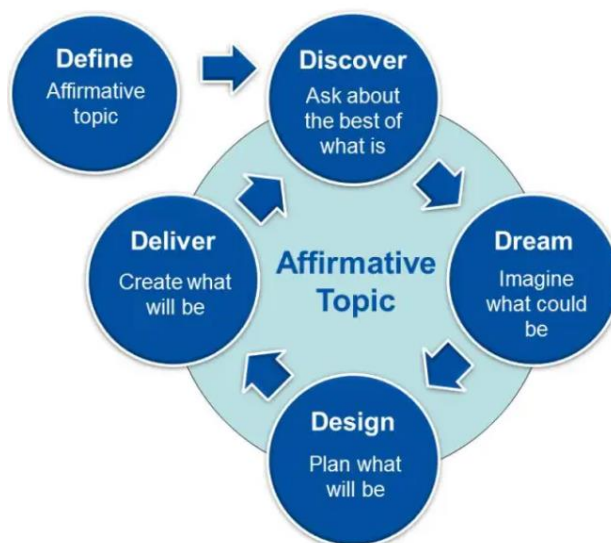 Define
Affirmative
topic
Discover
Ask about
the best of
what is
Dream
Imagine
what could
be
Design
Plan what
will be
Deliver
Create what
will be
Affirmative
Topic